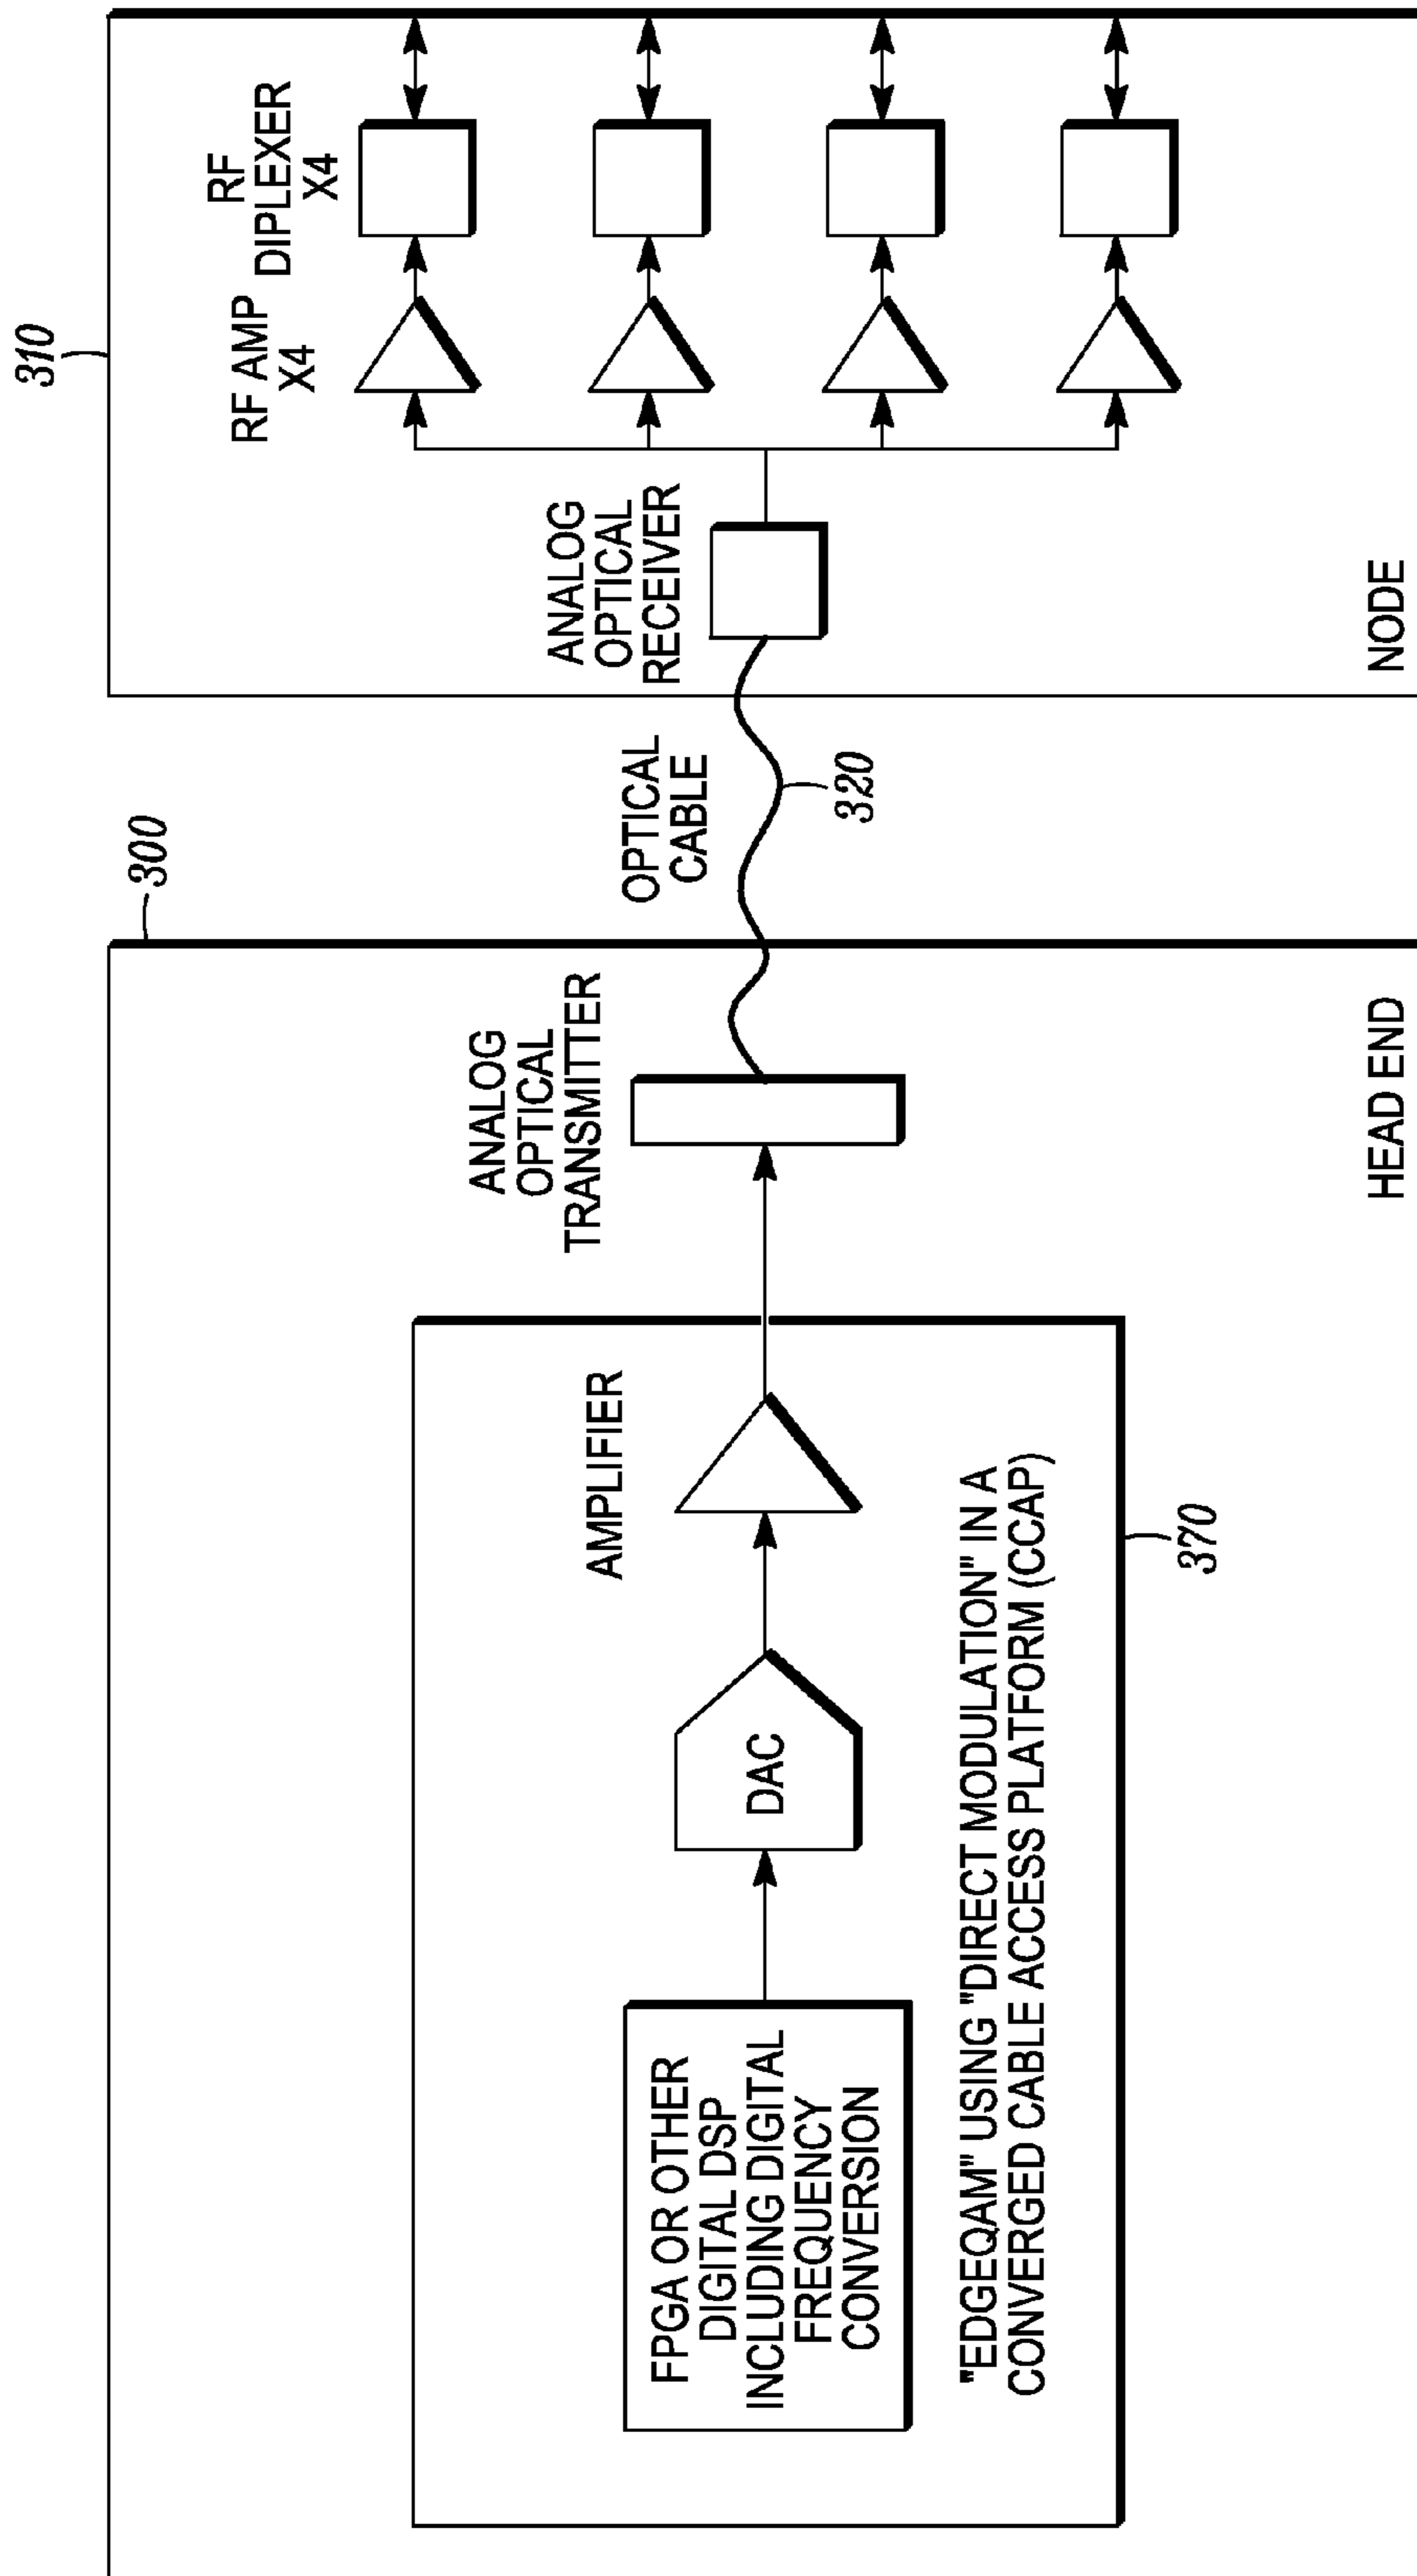 300
310
FPGA OR OTHER
DIGITAL DSP
INCLUDING DIGITAL
FREQUENCY
CONVERSION
DAC
AMPLIFIER
"EDGEQAM" USING "DIRECT MODULATION" IN A
CONVERGED CABLE ACCESS PLATFORM (CCAP)
370
ANALOG
OPTICAL
TRANSMITTER
HEAD END
OPTICAL
CABLE
320
ANALOG
OPTICAL
RECEIVER
RF AMP
X4
RF
DIPLEXER
X4
NODE